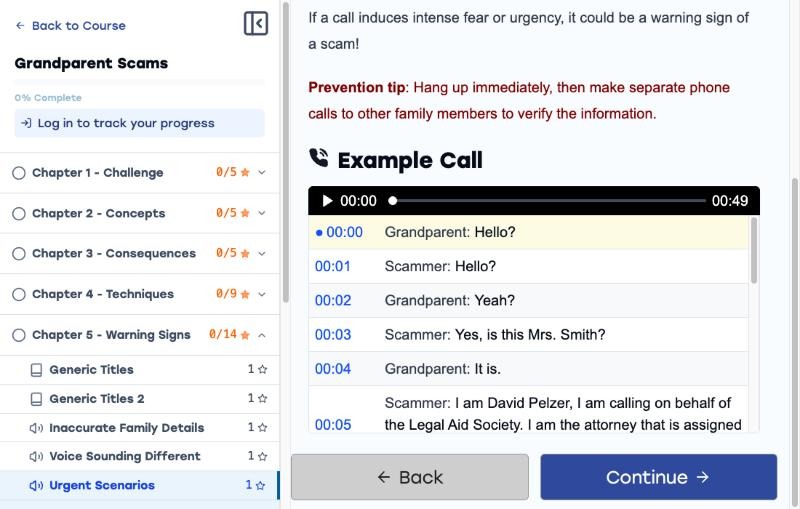 ← Back to Course
Grandparent Scams
0% Complete
Log in to track your progress
Chapter 1 - Challenge 0/5
Chapter 2 - Concepts 0/5
Chapter 3 - Consequences 0/5
Chapter 4 - Techniques 0/9
Chapter 5 - Warning Signs 0/14
Generic Titles 1
Generic Titles 2 1
Inaccurate Family Details 1
Voice Sounding Different 1
Urgent Scenarios 1
If a call induces intense fear or urgency, it could be a warning sign of
a scam!
Prevention tip: Hang up immediately, then make separate phone
calls to other family members to verify the information.
Example Call
00:00 00:49
00:00 Grandparent: Hello?
00:01 Scammer: Hello?
00:02 Grandparent: Yeah?
00:03 Scammer: Yes, is this Mrs. Smith?
00:04 Grandparent: It is.
Scammer: I am David Pelzer, I am calling on behalf of
00:05 the Legal Aid Society. I am the attorney that is assigned
← Back
Continue →